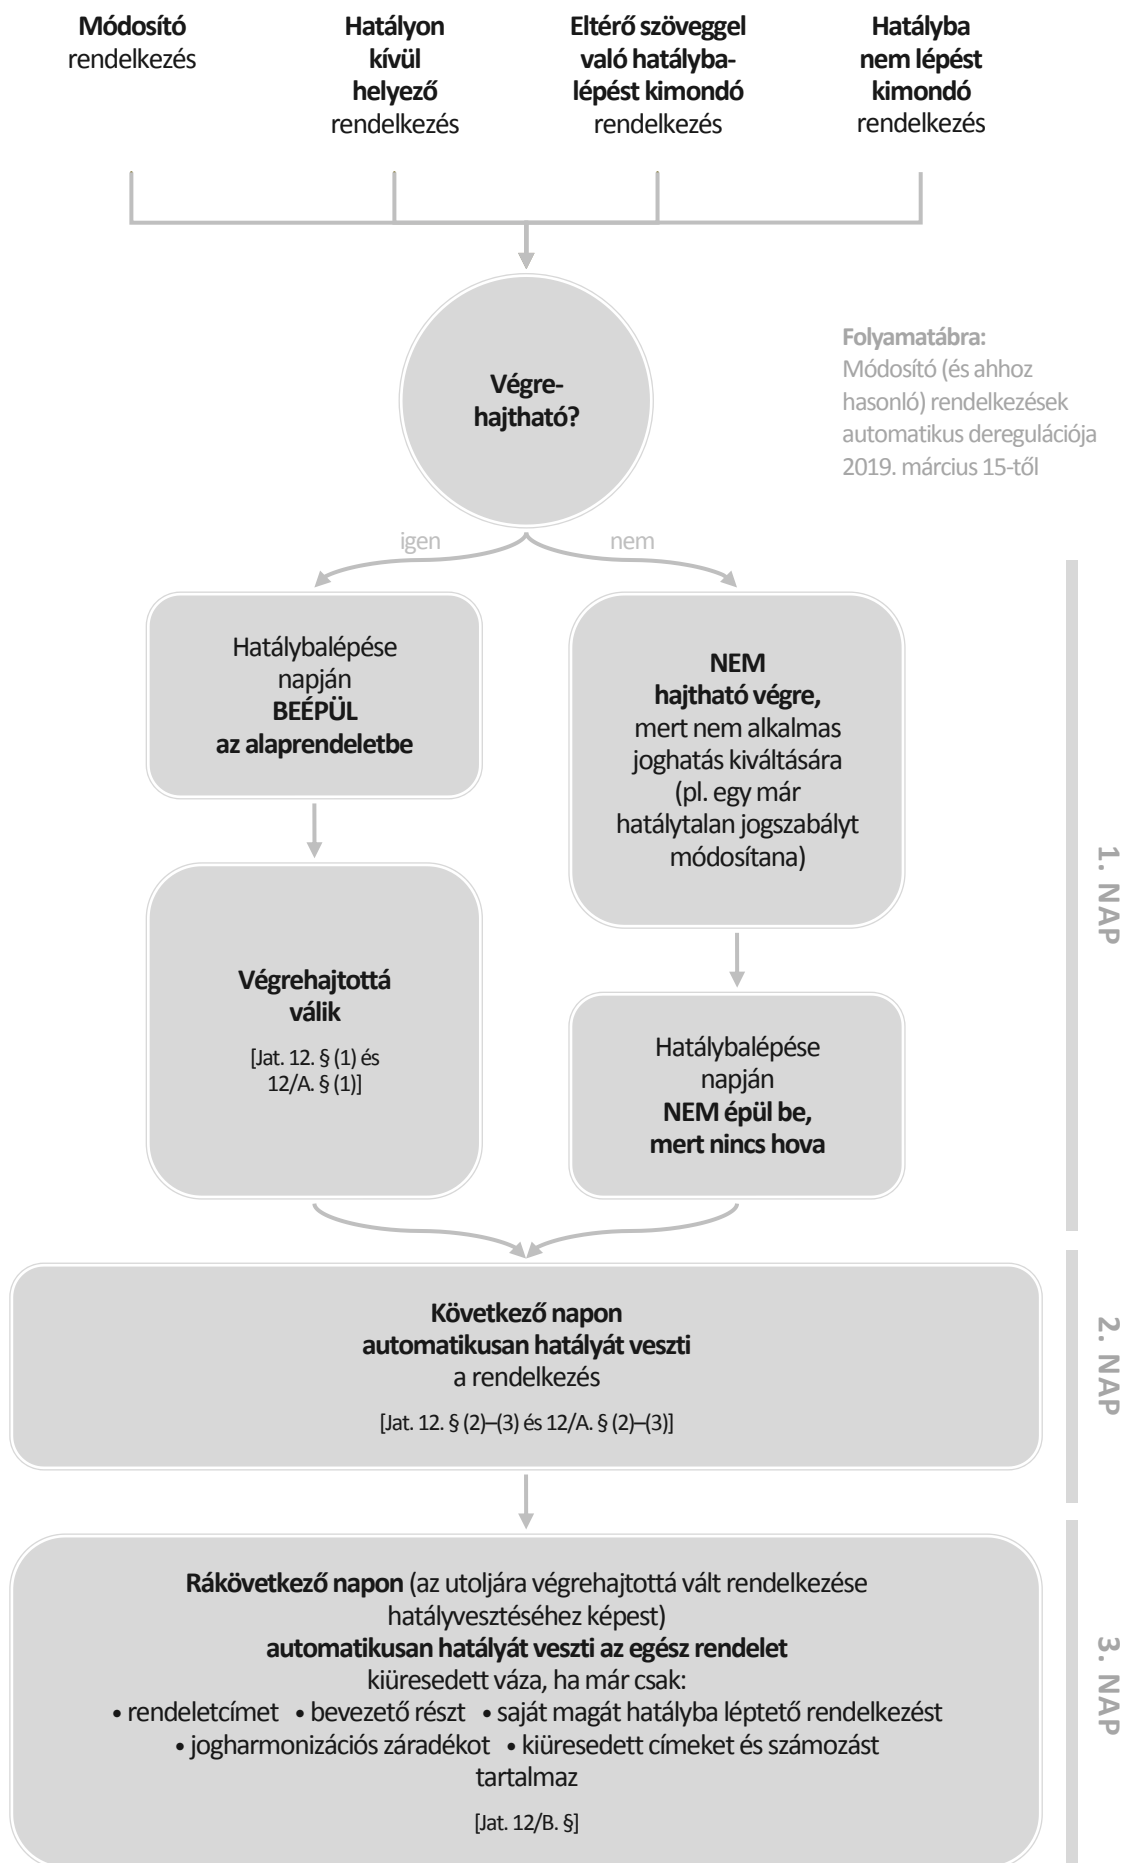 Módosító
rendelkezés
Hatályon
kívül
helyező
rendelkezés
Eltérő szöveggel
való hatályba-
lépést kimondó
rendelkezés
Hatályba
nem lépést
kimondó
rendelkezés
Végre-
hajtható?
Folyamatábra:
Módosító (és ahhoz
hasonló) rendelkezések
automatikus deregulációja
2019. március 15-től
igen
nem
Hatálybalépése
napján
BEÉPÜL
az alaprendeletbe
NEM
hajtható végre,
mert nem alkalmas
joghatás kiváltására
(pl. egy már
hatálytalan jogszabályt
módosítana)
Végrehajtottá
válik
[Jat. 12. § (1) és
12/A. § (1)]
Hatálybalépése
napján
NEM épül be,
mert nincs hova
1. NAP
Következő napon
automatikusan hatályát veszti
a rendelkezés
[Jat. 12. § (2)–(3) és 12/A. § (2)–(3)]
2. NAP
Rákövetkező napon (az utoljára végrehajtottá vált rendelkezése
hatályvesztéséhez képest)
automatikusan hatályát veszti az egész rendelet
kiüresedett váza, ha már csak:
• rendeletcímet • bevezető részt • saját magát hatályba léptető rendelkezést
• jogharmonizációs záradékot • kiüresedett címeket és számozást
tartalmaz
[Jat. 12/B. §]
3. NAP